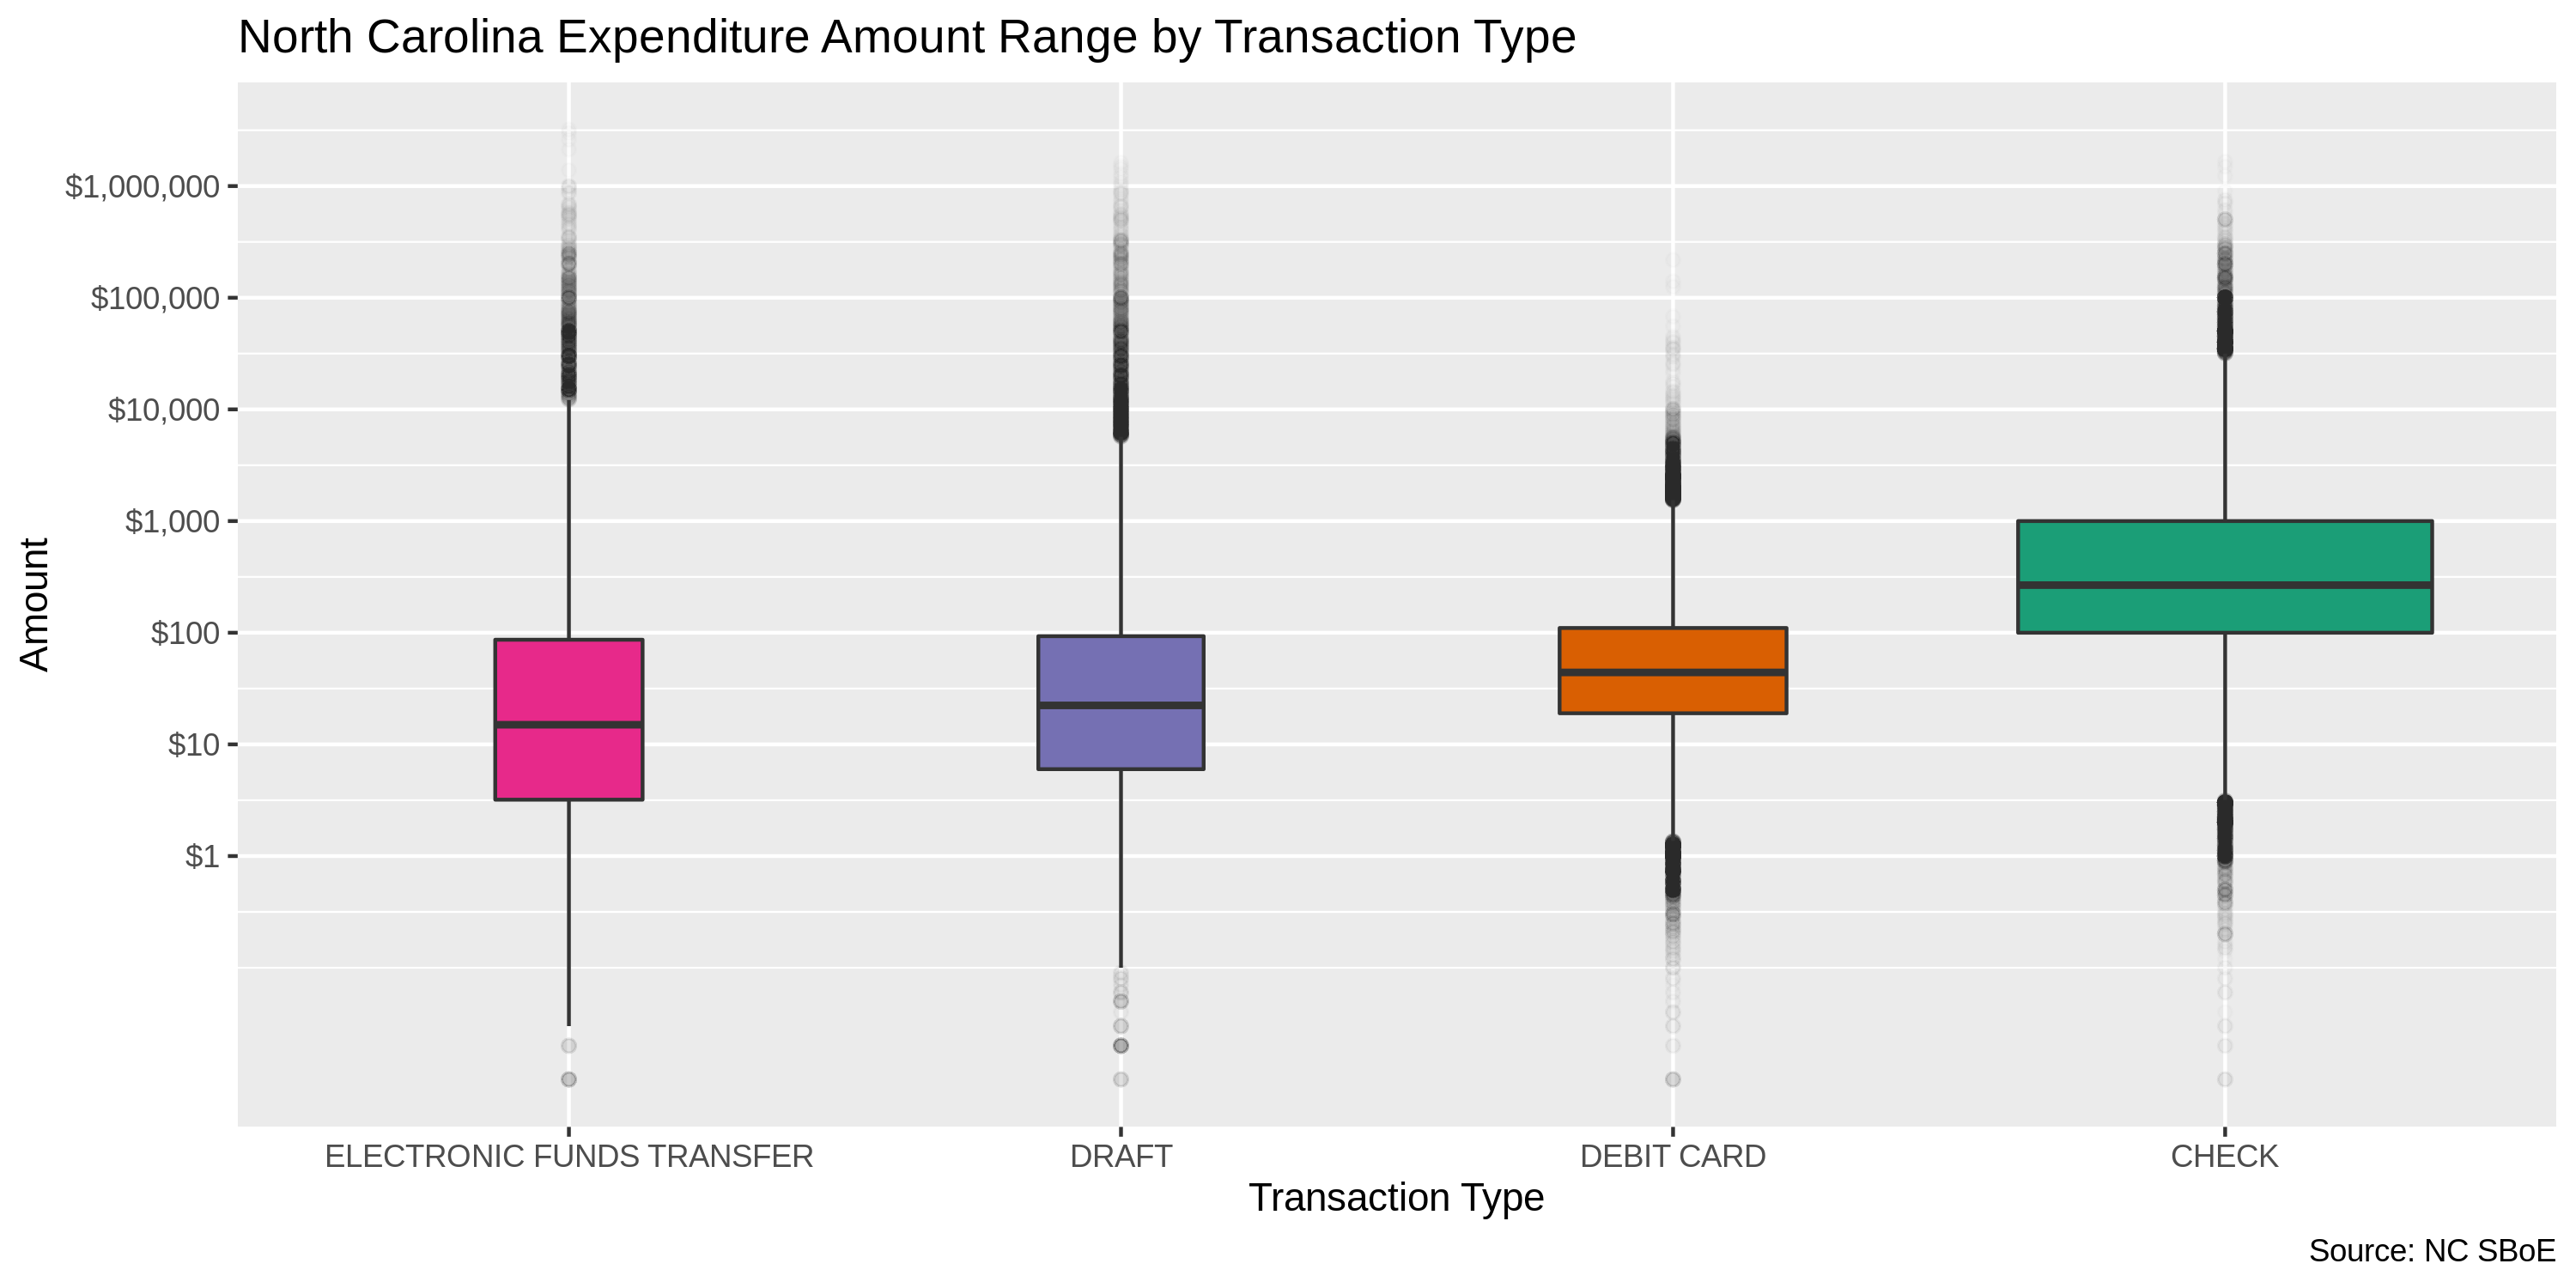 North Carolina Expenditure Amount Range by Transaction Type
Amount
$1,000,000
$100,000
$10,000
$1,000
$100
$10
$1
ELECTRONIC FUNDS TRANSFER
DRAFT
DEBIT CARD
CHECK
Transaction Type
Source: NC SBoE